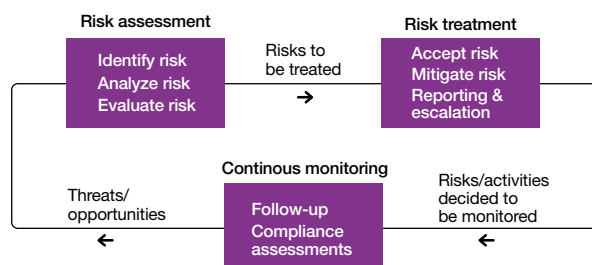 Risk assessment
Identify risk
Analyze risk
Evaluate risk
Risks to
be treated
Risk treatment
Accept risk
Mitigate risk
Reporting &
escalation
Risks/activities
decided to
be monitored
Continous monitoring
Follow-up
Compliance
assessments
Threats/
opportunities